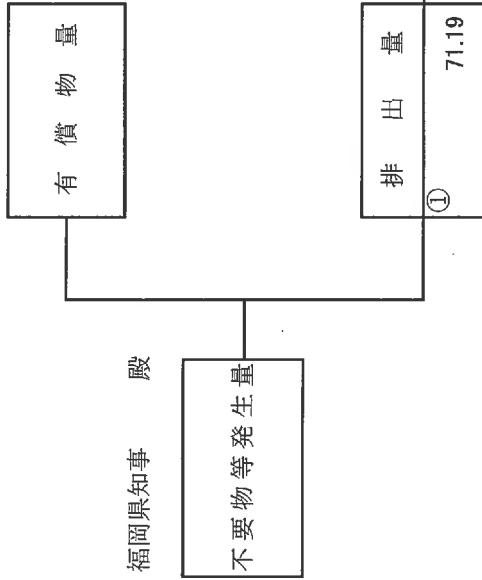 福岡県知事　殿
不要物等発生量
有償物量
排出量
①
71.19